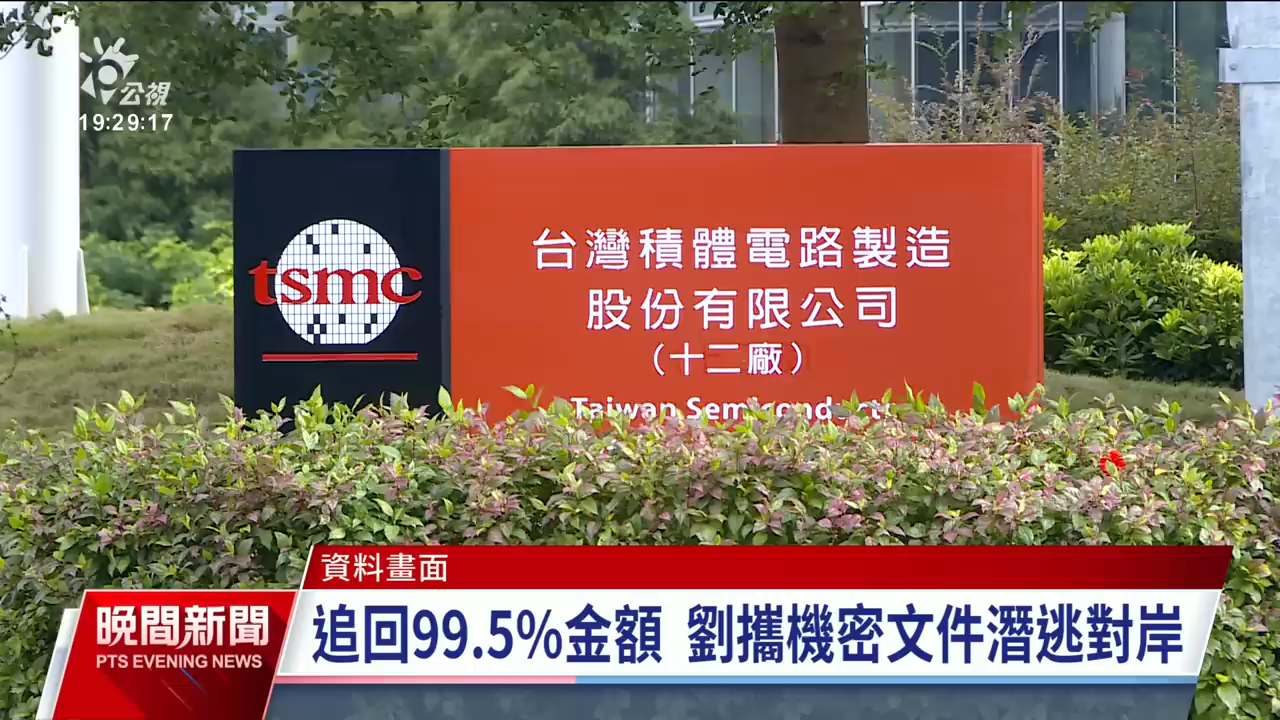 公視
19:29:17
tsmc
台灣積體電路製造
股份有限公司
(十二廠)
Taiwan Semiconduct
資料畫面
晚間新聞
PTS EVENING NEWS
追回99.5%金額 劉攜機密文件潛逃對岸